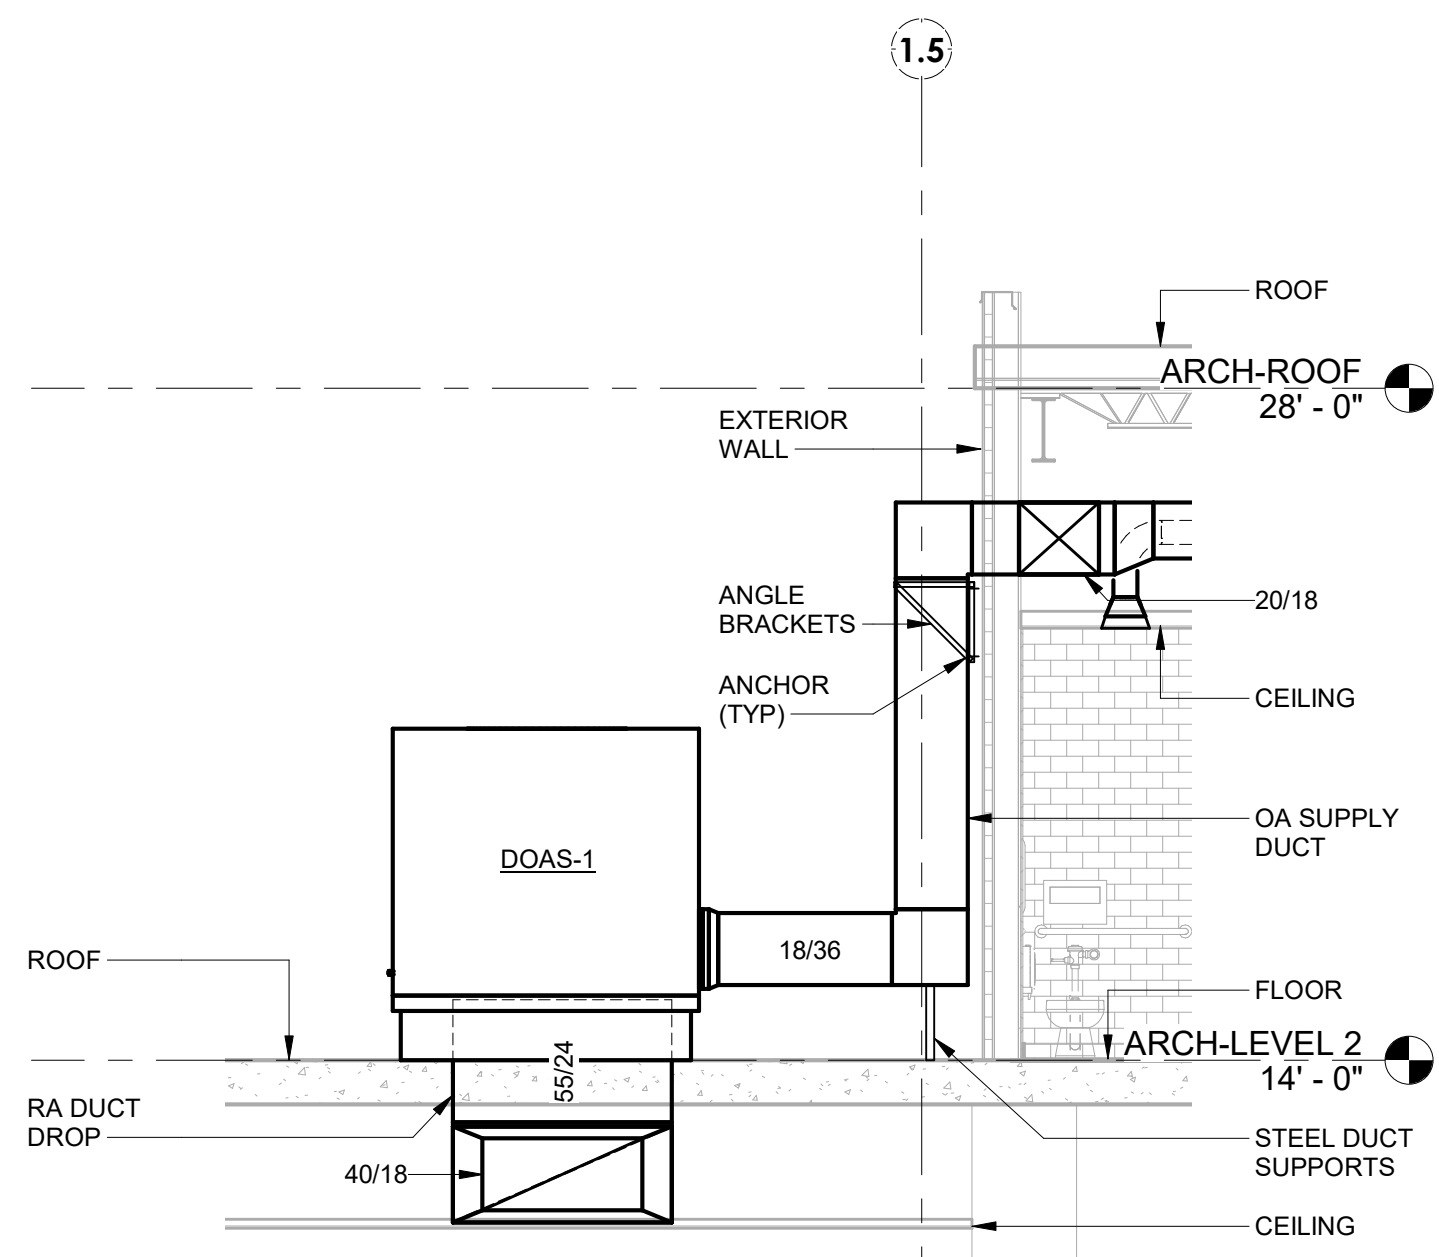 1.5
ROOF
ARCH-ROOF
28' - 0"
EXTERIOR
WALL
ANGLE
BRACKETS
20/18
ANCHOR
(TYP)
CEILING
OA SUPPLY
DUCT
DOAS-1
18/36
ROOF
FLOOR
ARCH-LEVEL 2
14' - 0"
55/24
RA DUCT
DROP
STEEL DUCT
SUPPORTS
40/18
CEILING